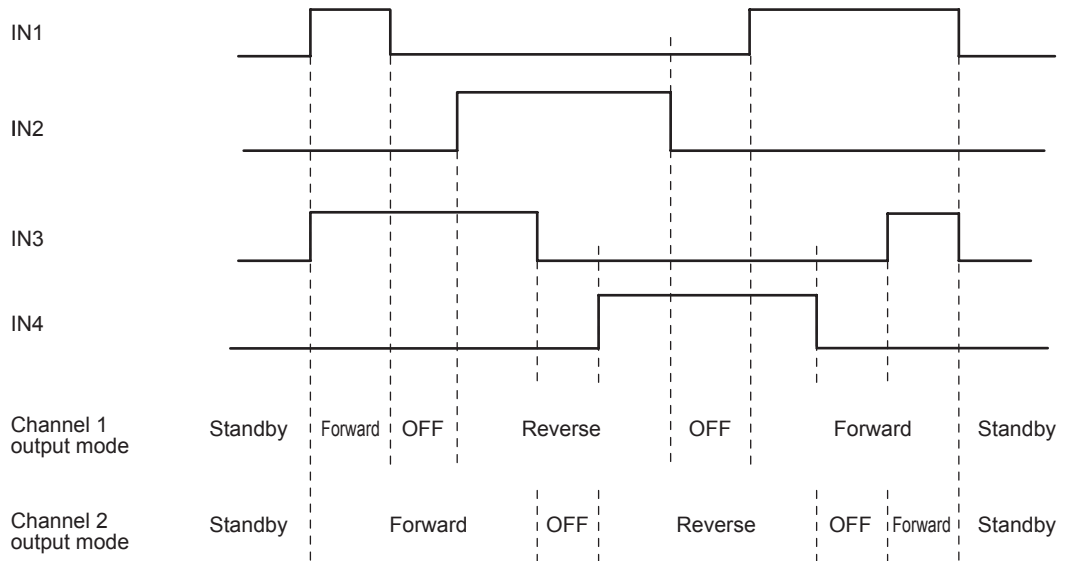 IN1
IN2
IN3
IN4
Channel 1
output mode
Standby Forward OFF Reverse OFF Forward Standby
Channel 2
output mode
Standby Forward OFF Reverse OFF Forward Standby